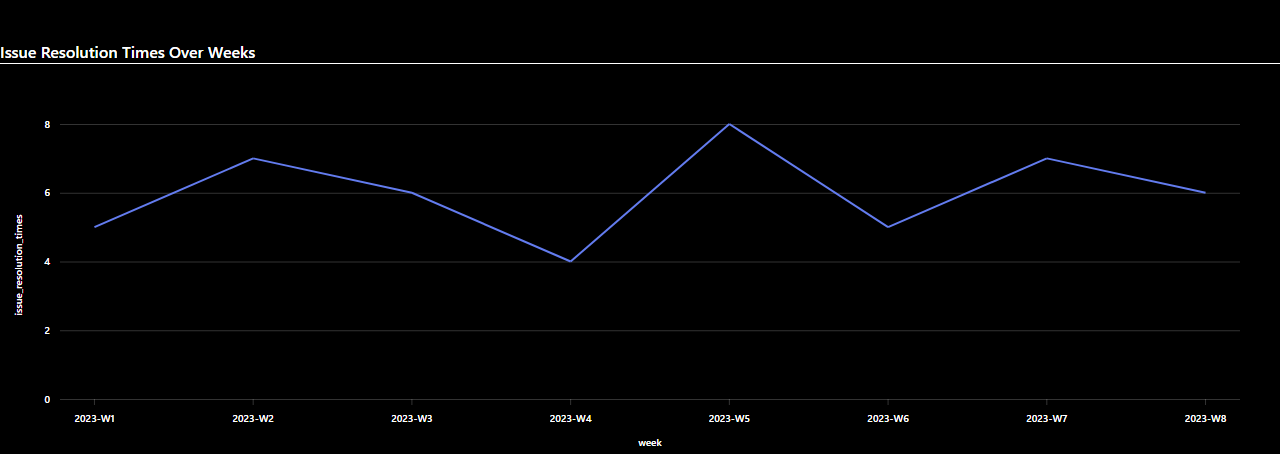 Issue Resolution Times Over Weeks
8
6
4
2
0
issue_resolution_times
2023-W1 2023-W2 2023-W3 2023-W4 2023-W5 2023-W6 2023-W7 2023-W8
week